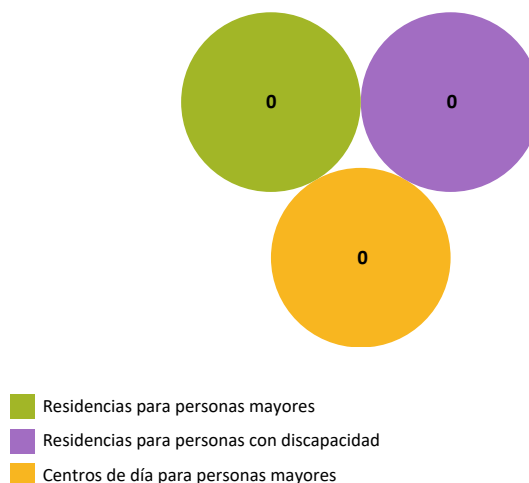 0
0
0
Residencias para personas mayores
Residencias para personas con discapacidad
Centros de día para personas mayores